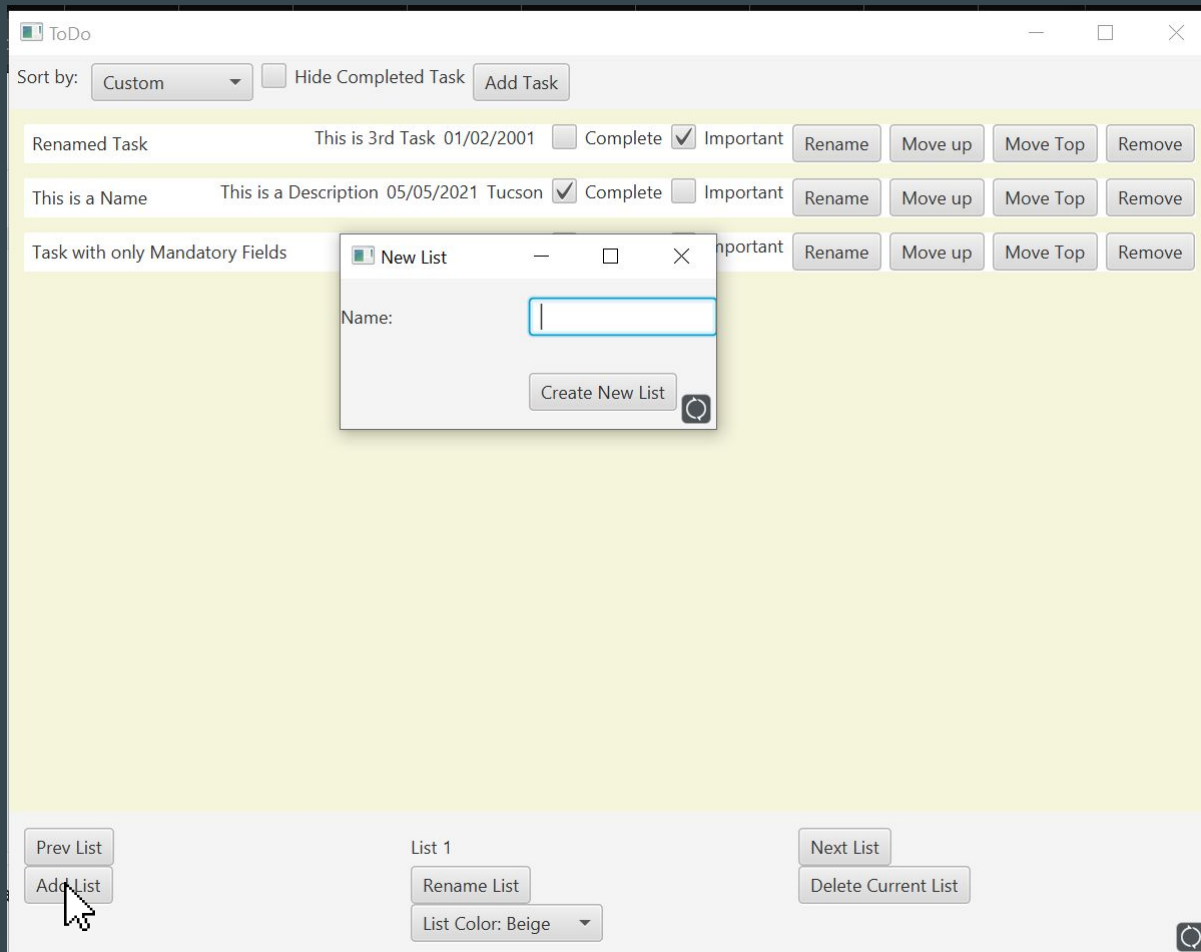 ToDo
Sort by: Custom Hide Completed Task Add Task
Renamed Task This is 3rd Task 01/02/2001 Complete Important Rename Move up Move Top Remove
This is a Name This is a Description 05/05/2021 Tucson Complete Important Rename Move up Move Top Remove
Task with only Mandatory Fields Rename Move up Move Top Remove
New List
Name:
Create New List
Prev List List 1 Next List
Add List Rename List Delete Current List
List Color: Beige